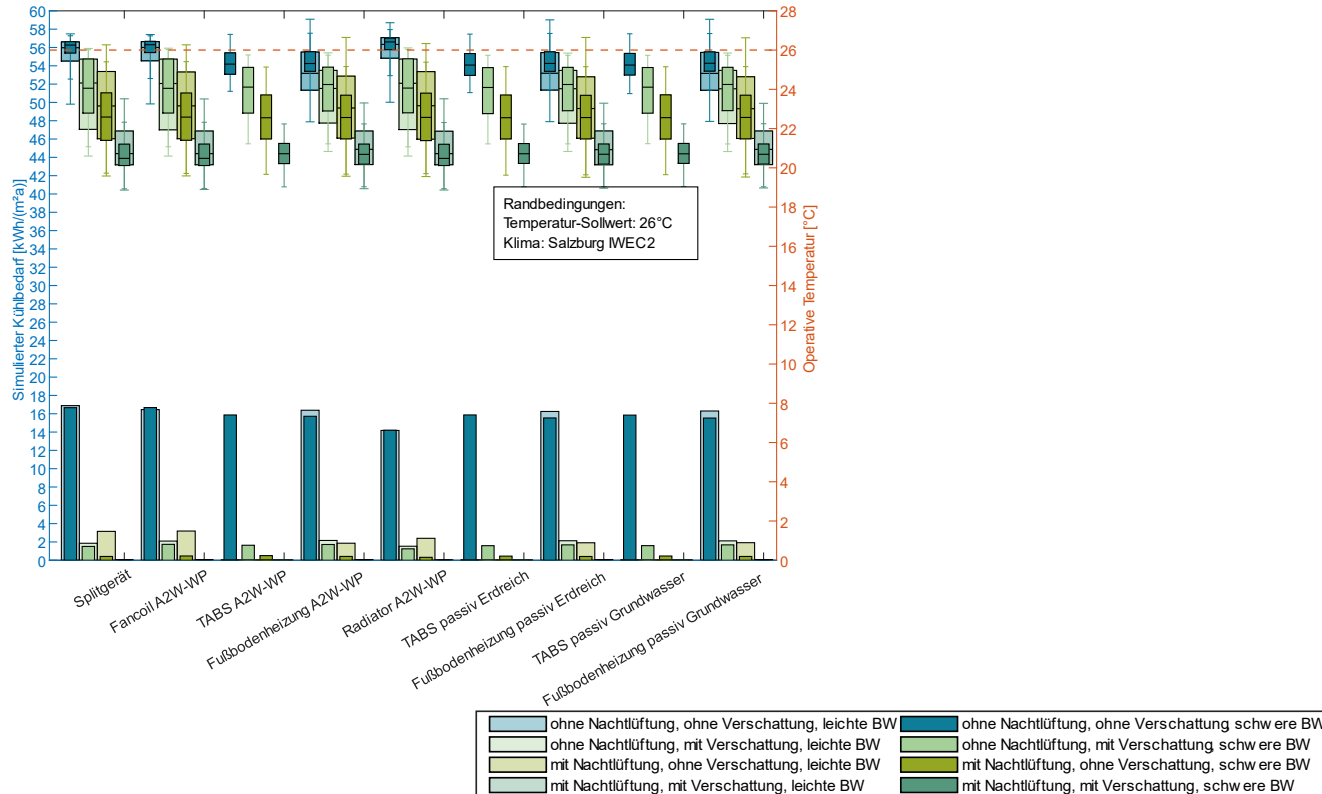 60
58
56
54
52
50
48
46
44
42
40
38
36
34
32
30
28
26
24
22
20
18
16
14
12
10
8
6
4
2
0
Simulierter Kühlbedarf [kWh/(m²a)]
28
26
24
22
20
18
16
14
12
10
8
6
4
2
0
Operative Temperatur [°C]
Randbedingungen:
Temperatur-Sollwert: 26°C
Klima: Salzburg IWEC2
Splitgerät
Fancoil A2W-WP
TABS A2W-WP
Fußbodenheizung A2W-WP
Radiator A2W-WP
TABS passiv Erdreich
Fußbodenheizung passiv Erdreich
TABS passiv Grundwasser
Fußbodenheizung passiv Grundwasser
ohne Nachtlüftung, ohne Verschattung, leichte BW
ohne Nachtlüftung, mit Verschattung, leichte BW
mit Nachtlüftung, ohne Verschattung, leichte BW
mit Nachtlüftung, mit Verschattung, leichte BW
ohne Nachtlüftung, ohne Verschattung, schwere BW
ohne Nachtlüftung, mit Verschattung, schwere BW
mit Nachtlüftung, ohne Verschattung, schwere BW
mit Nachtlüftung, mit Verschattung, schwere BW